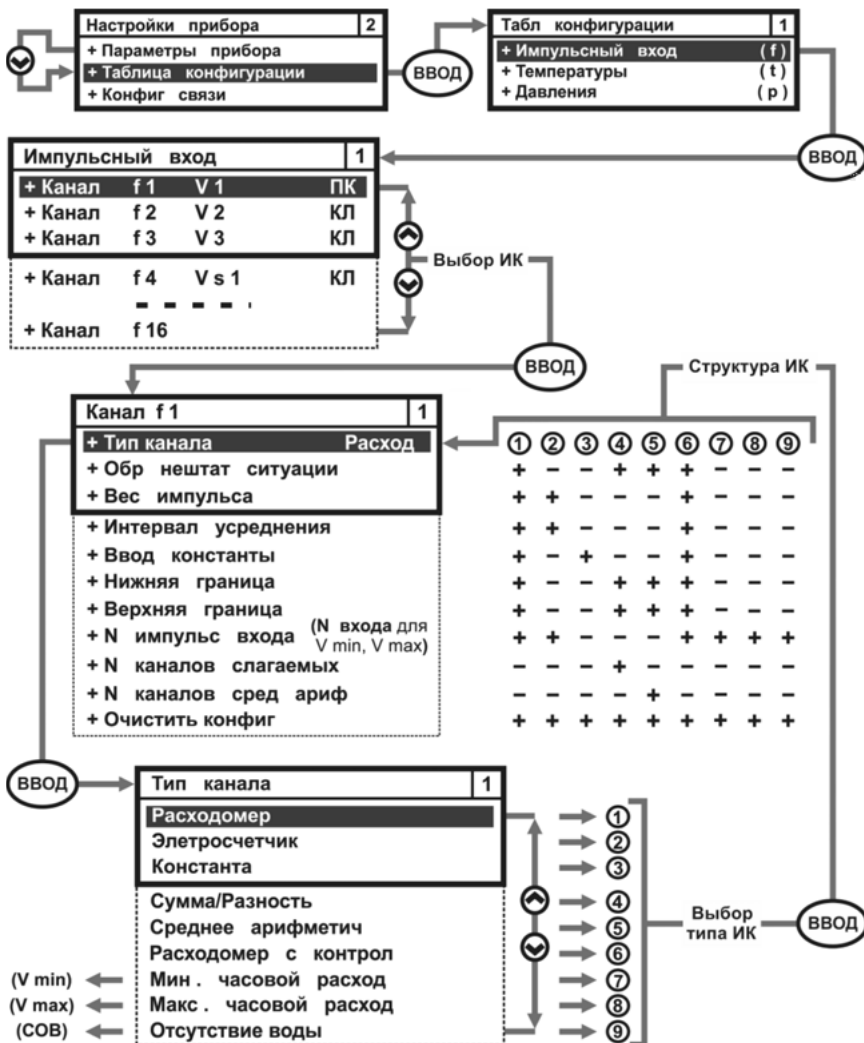 Настройки прибора 2
+ Параметры прибора
+ Таблица конфигурации
+ Конфиг связи
ВВОД
Табл конфигурации 1
+ Импульсный вход (f)
+ Температуры (t)
+ Давления (p)
ВВОД
Импульсный вход 1
+ Канал f 1 V 1 ПК
+ Канал f 2 V 2 КЛ
+ Канал f 3 V 3 КЛ
+ Канал f 4 V s 1 КЛ
+ Канал f 16
Выбор ИК
ВВОД
Структура ИК
Канал f 1 1
+ Тип канала Расход
+ Обр нештат ситуации
+ Вес импульса
+ Интервал усреднения
+ Ввод константы
+ Нижняя граница
+ Верхняя граница
+ N импульс входа (N входа для
V min, V max)
+ N каналов слагаемых
+ N каналов сред ариф
+ Очистить конфиг
① ② ③ ④ ⑤ ⑥ ⑦ ⑧ ⑨
+ − − + + + − − −
+ + − − − + − − −
+ + − − − + − − −
+ − + − − + − − −
+ − − + + + − − −
+ − − + + + − − −
+ + − − − + + + +
− − − + − − − − −
− − − − + − − − −
+ + + + + + + + +
ВВОД
Тип канала 1
Расходомер
Элетросчетчик
Константа
Сумма/Разность
Среднее арифметич
Расходомер с контрол
Мин . часовой расход
Макс . часовой расход
Отсутствие воды
(V min)
(V max)
(СОВ)
①
②
③
④
⑤
⑥
⑦
⑧
⑨
Выбор
типа ИК
ВВОД